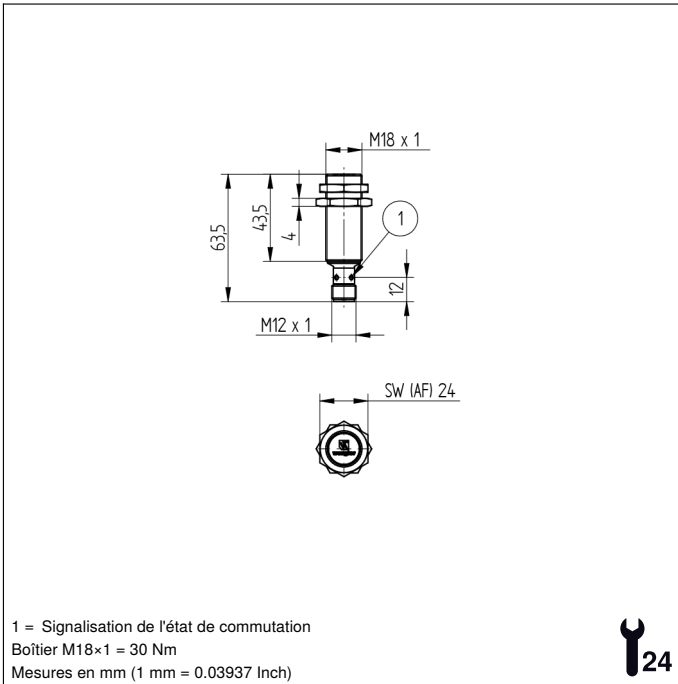 M18 x 1
63,5
43,5
4
1
12
M12 x 1
SW (AF) 24
1 = Signalisation de l'état de commutation
Boîtier M18×1 = 30 Nm
Mesures en mm (1 mm = 0.03937 Inch)
24